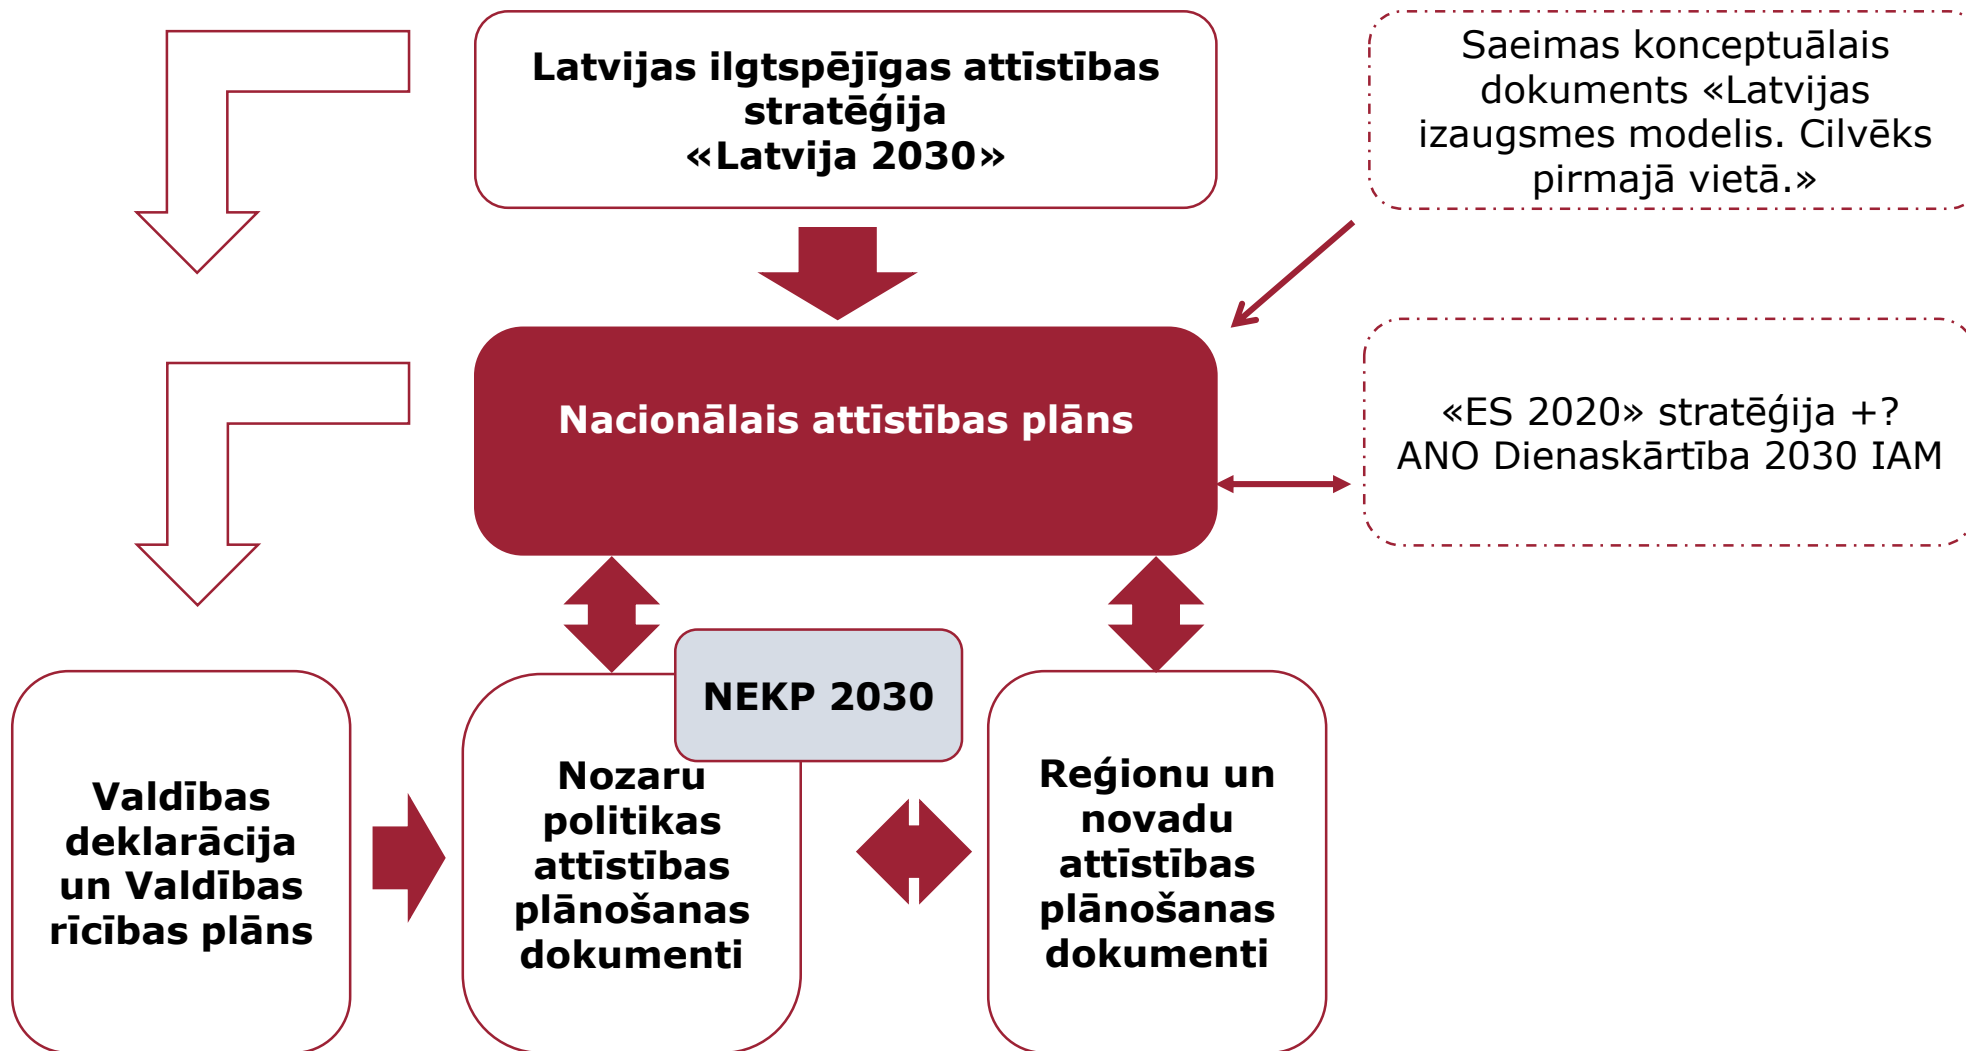 Latvijas ilgtspējīgas attīstības
stratēģija
«Latvija 2030»
Saeimas konceptuālais
dokuments «Latvijas
izaugsmes modelis. Cilvēks
pirmajā vietā.»
Nacionālais attīstības plāns
«ES 2020» stratēģija +?
ANO Dienaskārtība 2030 IAM
NEKP 2030
Valdības
deklarācija
un Valdības
rīcības plāns
Nozaru
politikas
attīstības
plānošanas
dokumenti
Reģionu un
novadu
attīstības
plānošanas
dokumenti